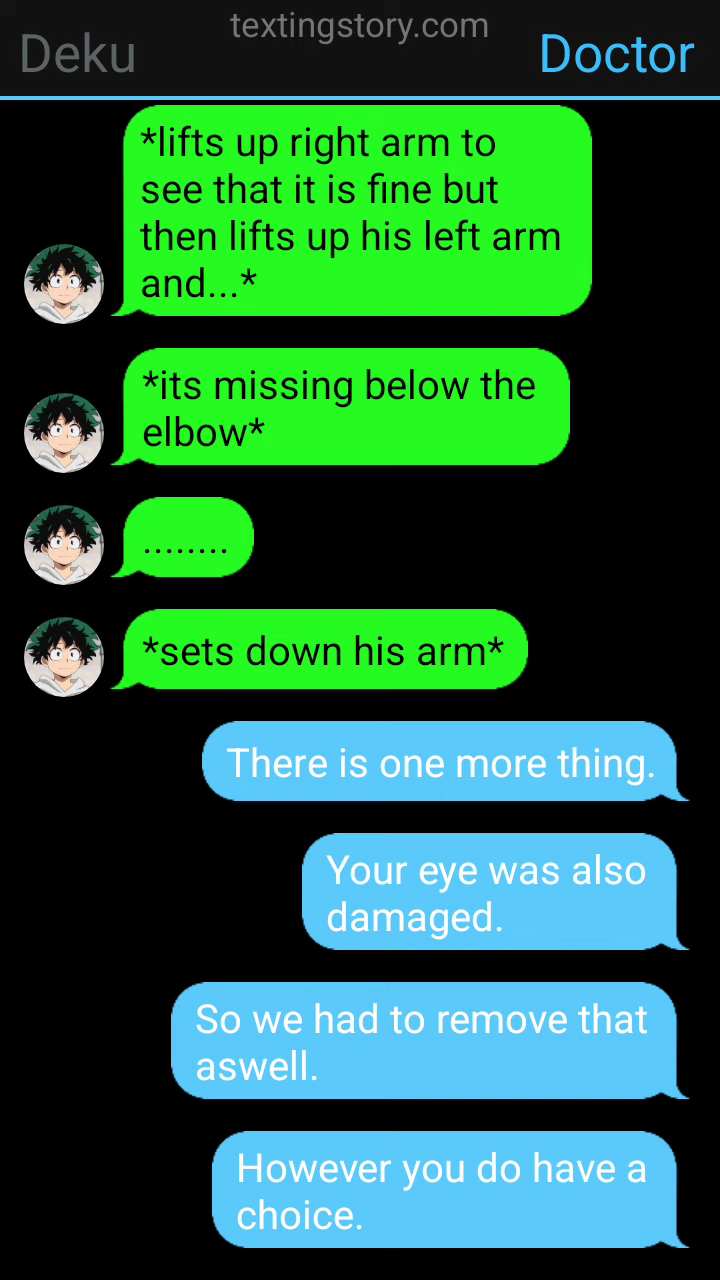 textingstory.com
Deku
Doctor
*lifts up right arm to
see that it is fine but
then lifts up his left arm
and...*
*its missing below the
elbow*
........
*sets down his arm*
There is one more thing.
Your eye was also
damaged.
So we had to remove that
aswell.
However you do have a
choice.